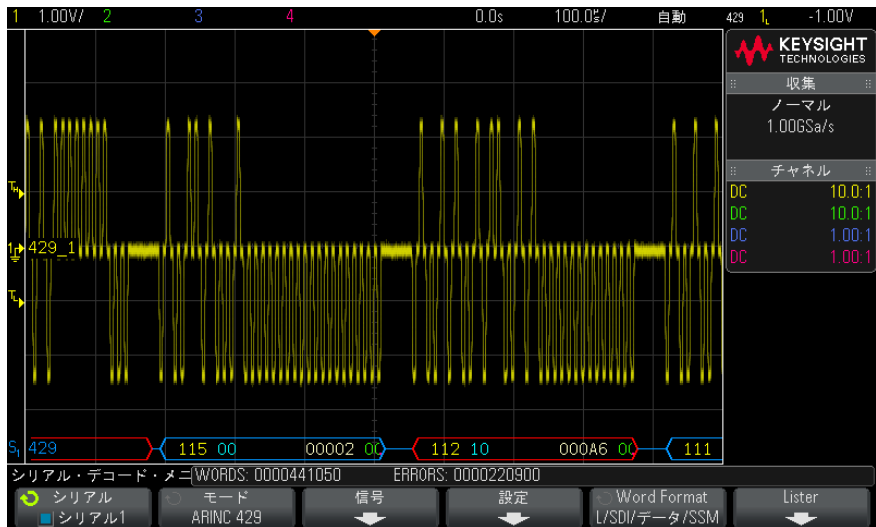 1 1.00V/ 2 3 4 0.0s 100.0us/ 自動 429 1 -1.00V
KEYSIGHT
TECHNOLOGIES
収集
ノーマル
1.00GSa/s
チャネル
DC 10.0:1
DC 10.0:1
DC 1.00:1
DC 1.00:1
TH
1 429_1
TL
S1 429 115 00 00002 00 112 10 000A6 00 111
シリアル・デコード・メニ WORDS: 0000441050 ERRORS: 0000220900
シリアル モード 信号 設定 Word Format Lister
シリアル1 ARINC 429 L/SDI/データ/SSM